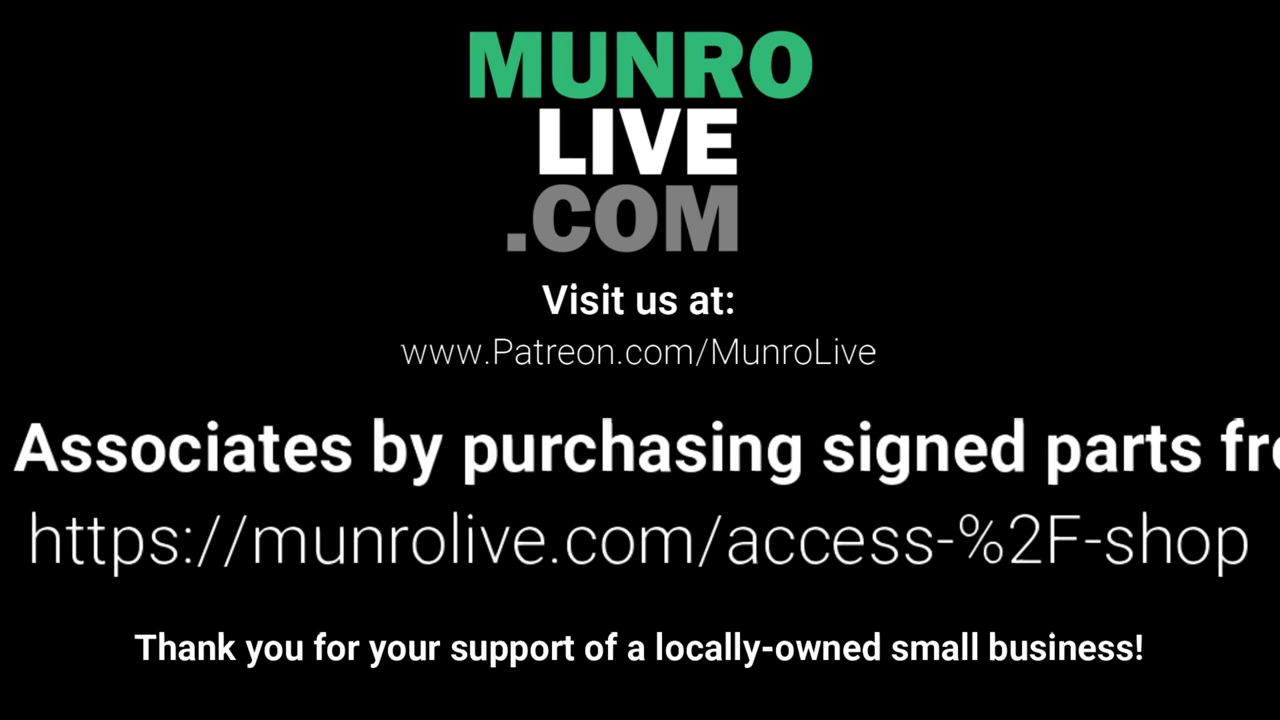 MUNRO
LIVE
.COM
Visit us at:
www.Patreon.com/MunroLive
Associates by purchasing signed parts
https://munrolive.com/access-%2F-shop
Thank you for your support of a locally-owned small business!